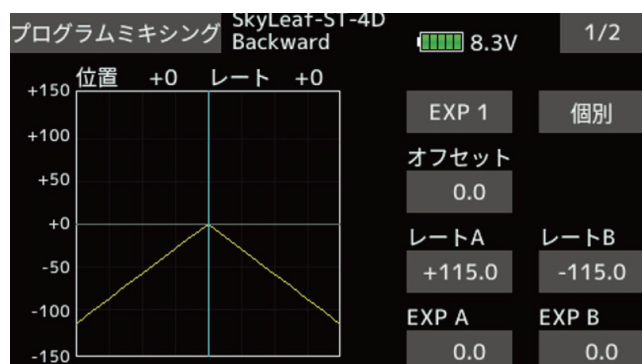 プログラムミキシング
SkyLeaf-ST-4D
Backward
8.3V
1/2
位置 +0 レート +0
+150
+100
+50
+0
-50
-100
-150
EXP 1
個別
オフセット
0.0
レートA
レートB
+115.0
-115.0
EXP A
EXP B
0.0
0.0